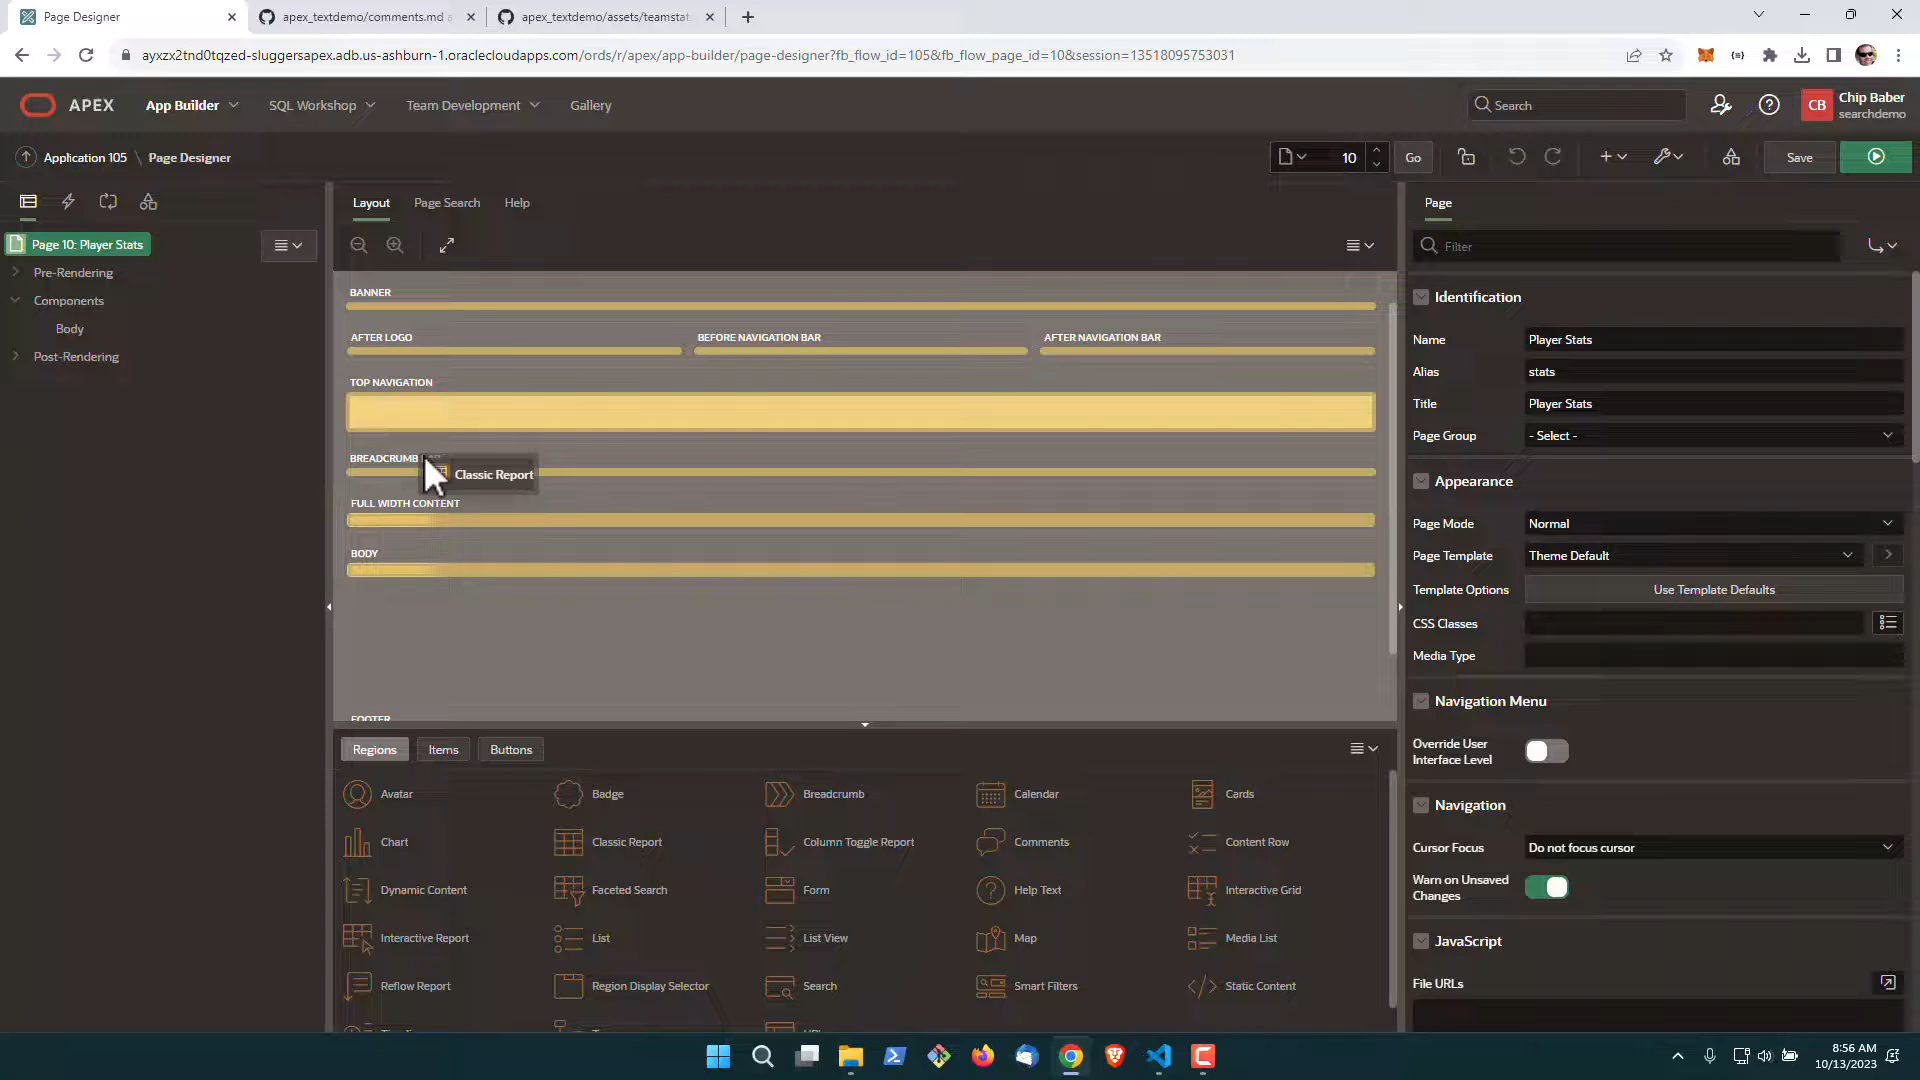 Page Designer
apex_textdemo/comments.md a
apex_textdemo/assets/teamstat
ayxzx2tnd0tqzed-sluggersapex.adb.us-ashburn-1.oraclecloudapps.com/ords/r/apex/app-builder/page-designer?fb_flow_id=105&fb_flow_page_id=10&session=13518095753031
APEX
App Builder
SQL Workshop
Team Development
Gallery
Search
CB
Chip Baber
searchdemo
Application 105 \ Page Designer
10
Go
Save
Layout
Page Search
Help
Page
Page 10: Player Stats
Pre-Rendering
Components
Body
Post-Rendering
BANNER
AFTER LOGO
BEFORE NAVIGATION BAR
AFTER NAVIGATION BAR
TOP NAVIGATION
BREADCRUMB
Classic Report
FULL WIDTH CONTENT
BODY
FOOTER
Regions
Items
Buttons
Avatar
Badge
Breadcrumb
Calendar
Cards
Chart
Classic Report
Column Toggle Report
Comments
Content Row
Dynamic Content
Faceted Search
Form
Help Text
Interactive Grid
Interactive Report
List
List View
Map
Media List
Reflow Report
Region Display Selector
Search
Smart Filters
Static Content
Filter
Identification
Name
Player Stats
Alias
stats
Title
Player Stats
Page Group
- Select -
Appearance
Page Mode
Normal
Page Template
Theme Default
Template Options
Use Template Defaults
CSS Classes
Media Type
Navigation Menu
Override User
Interface Level
Navigation
Cursor Focus
Do not focus cursor
Warn on Unsaved
Changes
JavaScript
File URLs
8:56 AM
10/13/2023